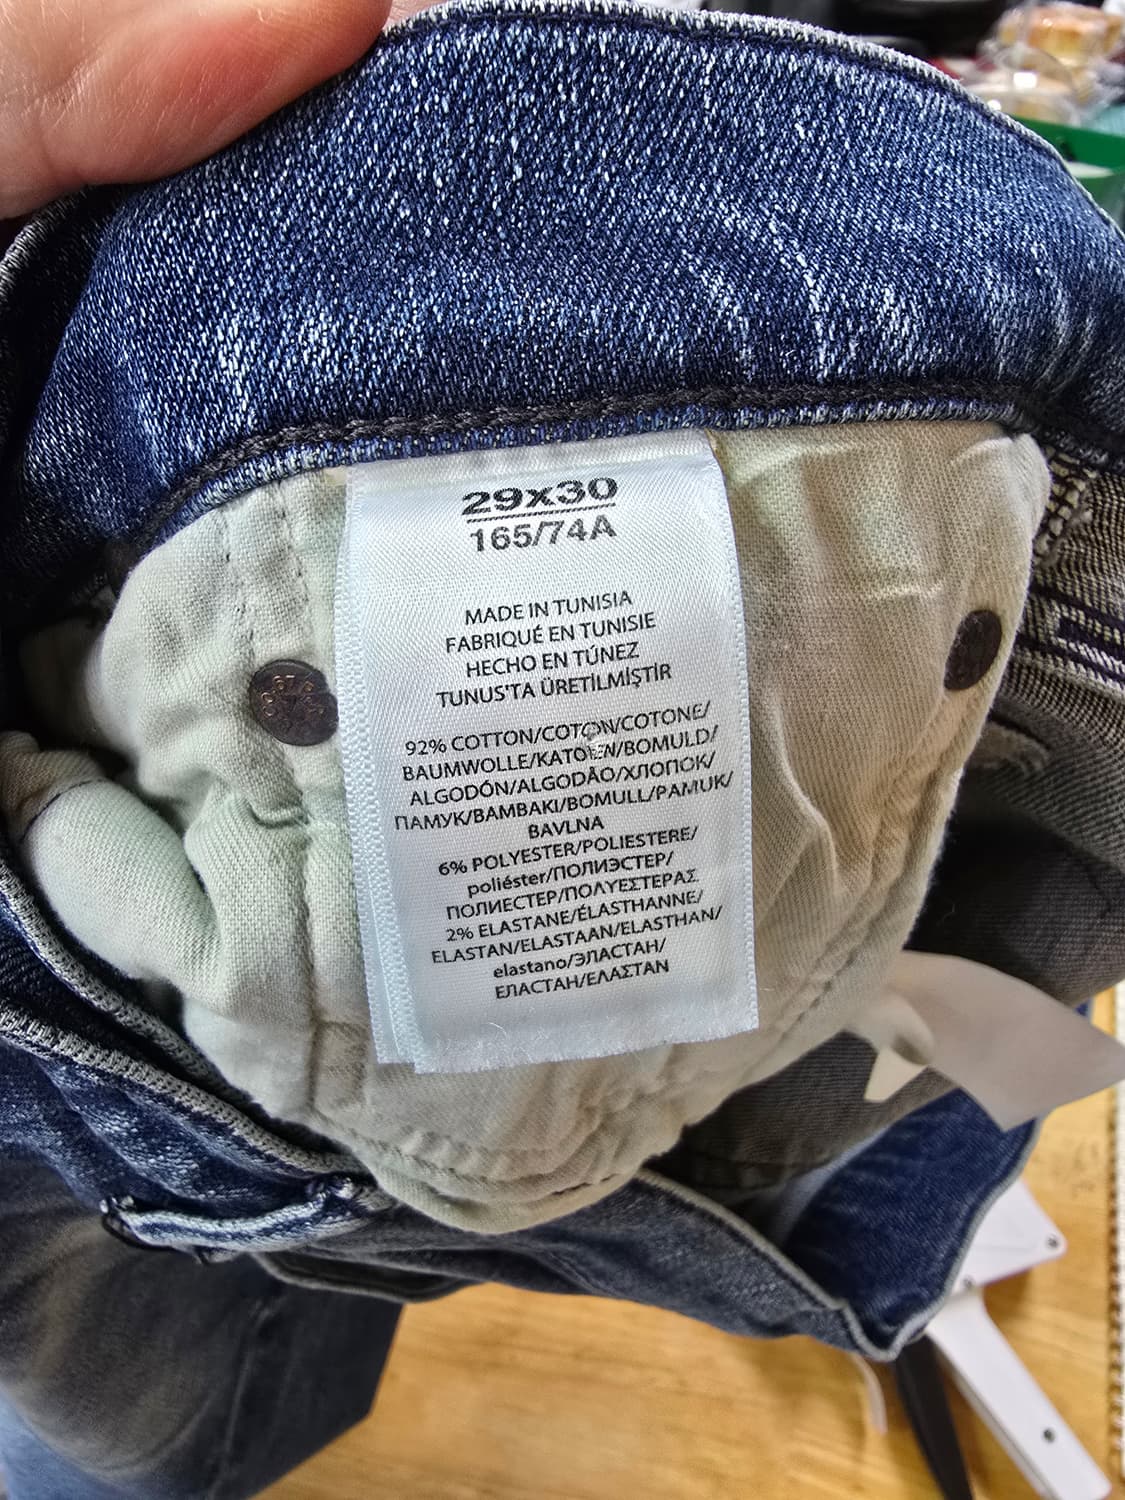 29x30
165/74A
MADE IN TUNISIA
FABRIQUÉ EN TUNISIE
HECHO EN TÚNEZ
TUNUS'TA ÜRETİLMİŞTİR
92% COTTON/COTON/COTONE/
BAUMWOLLE/KATOEN/BOMULD/
ALGODÓN/ALGODÃO/ХЛОПОК/
ПАМУК/BAMBAKI/BOMULL/PAMUK/
BAVLNA
6% POLYESTER/POLIESTERE/
poliéster/ПОЛИЭСТЕР/
ПОЛИЕСТЕР/ΠΟΛΥΕΣΤΕΡΑΣ
2% ELASTANE/ÉLASTHANNE/
ELASTAN/ELASTAAN/ELASTHAN/
elastano/ЭЛАСТАН/
ЕЛАСТАН/ΕΛΑΣΤΑΝ